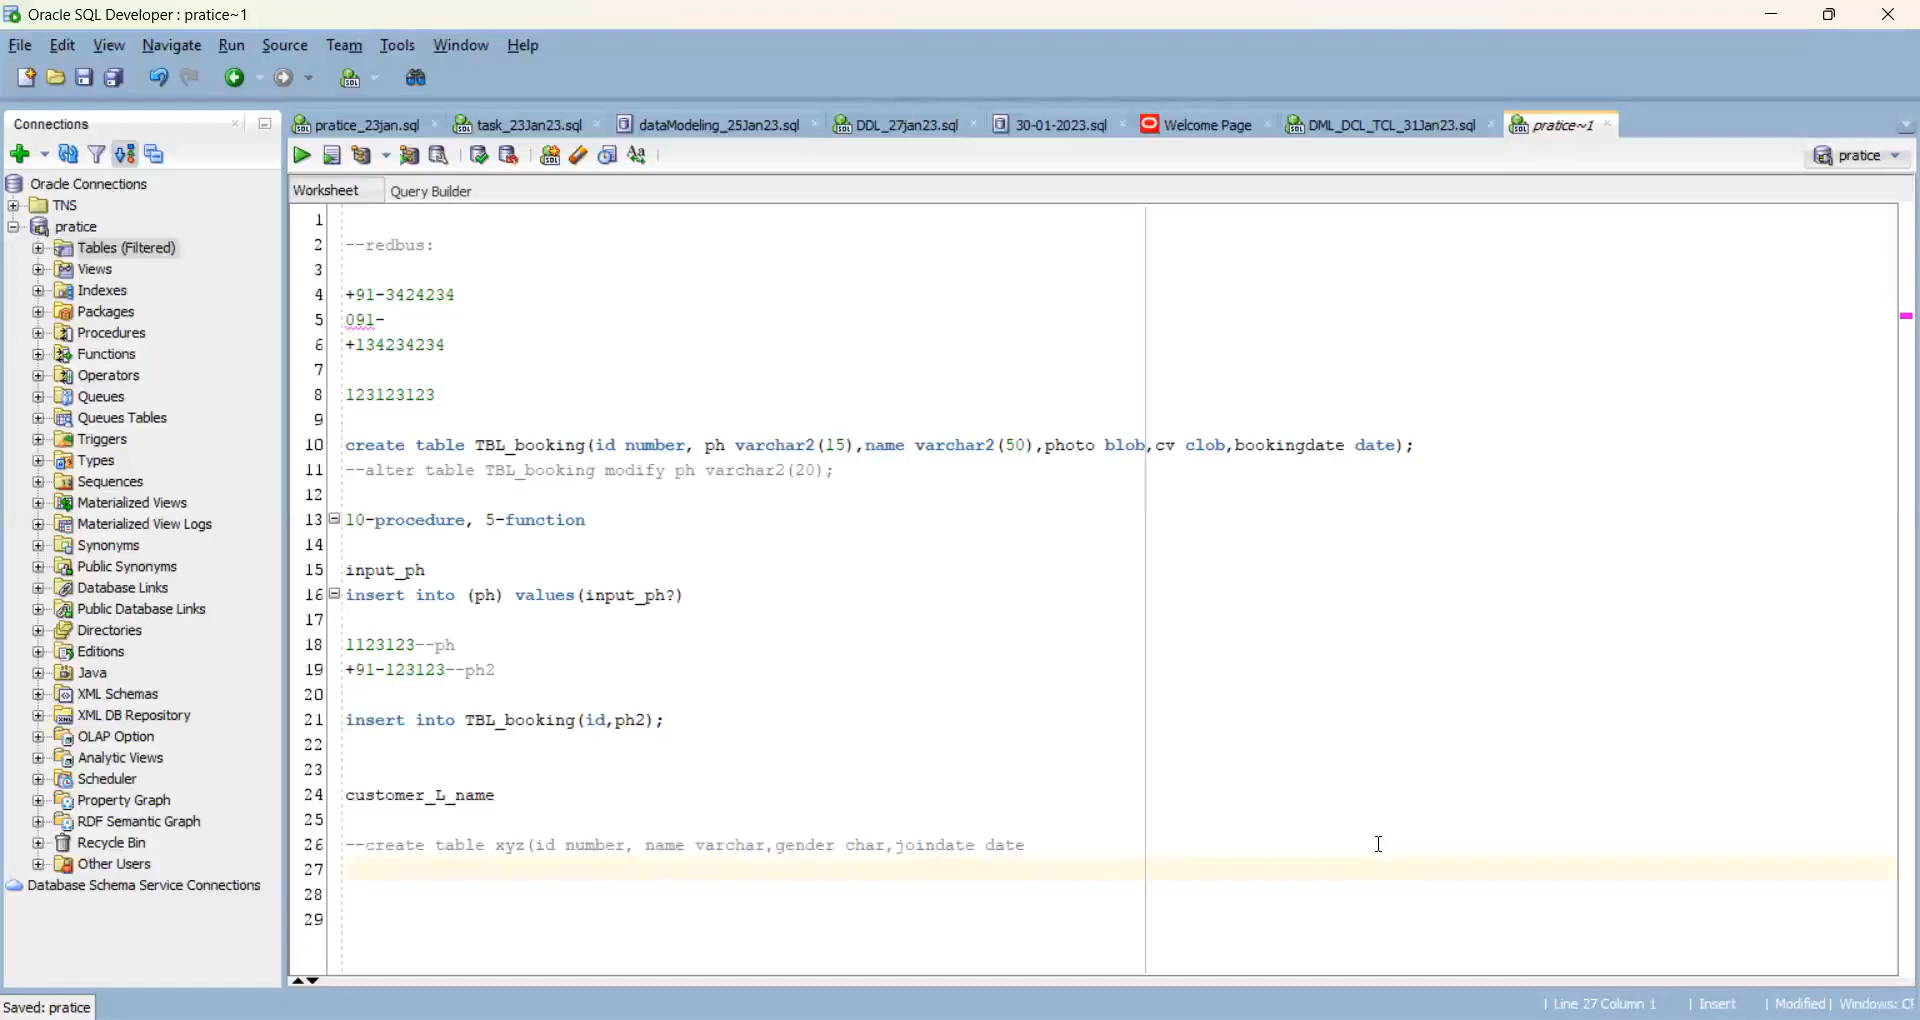 Oracle SQL Developer : pratice~1
File Edit View Navigate Run Source Team Tools Window Help
Connections
pratice_23jan.sql task_23Jan23.sql dataModeling_25Jan23.sql DDL_27jan23.sql 30-01-2023.sql Welcome Page DML_DCL_TCL_31Jan23.sql pratice~1
pratice
Worksheet Query Builder
Oracle Connections
TNS
pratice
Tables (Filtered)
Views
Indexes
Packages
Procedures
Functions
Operators
Queues
Queues Tables
Triggers
Types
Sequences
Materialized Views
Materialized View Logs
Synonyms
Public Synonyms
Database Links
Public Database Links
Directories
Editions
Java
XML Schemas
XML DB Repository
OLAP Option
Analytic Views
Scheduler
Property Graph
RDF Semantic Graph
Recycle Bin
Other Users
Database Schema Service Connections
1
2 --redbus:
3
4 +91-3424234
5 091-
6 +134234234
7
8 123123123
9
10 create table TBL_booking(id number, ph varchar2(15),name varchar2(50),photo blob,cv clob,bookingdate date);
11 --alter table TBL_booking modify ph varchar2(20);
12
13 10-procedure, 5-function
14
15 input_ph
16 insert into (ph) values(input_ph?)
17
18 1123123--ph
19 +91-123123--ph2
20
21 insert into TBL_booking(id,ph2);
22
23
24 customer_L_name
25
26 --create table xyz(id number, name varchar,gender char,joindate date
27
28
29
Saved: pratice
Line 27 Column 1 | Insert | Modified | Windows: C